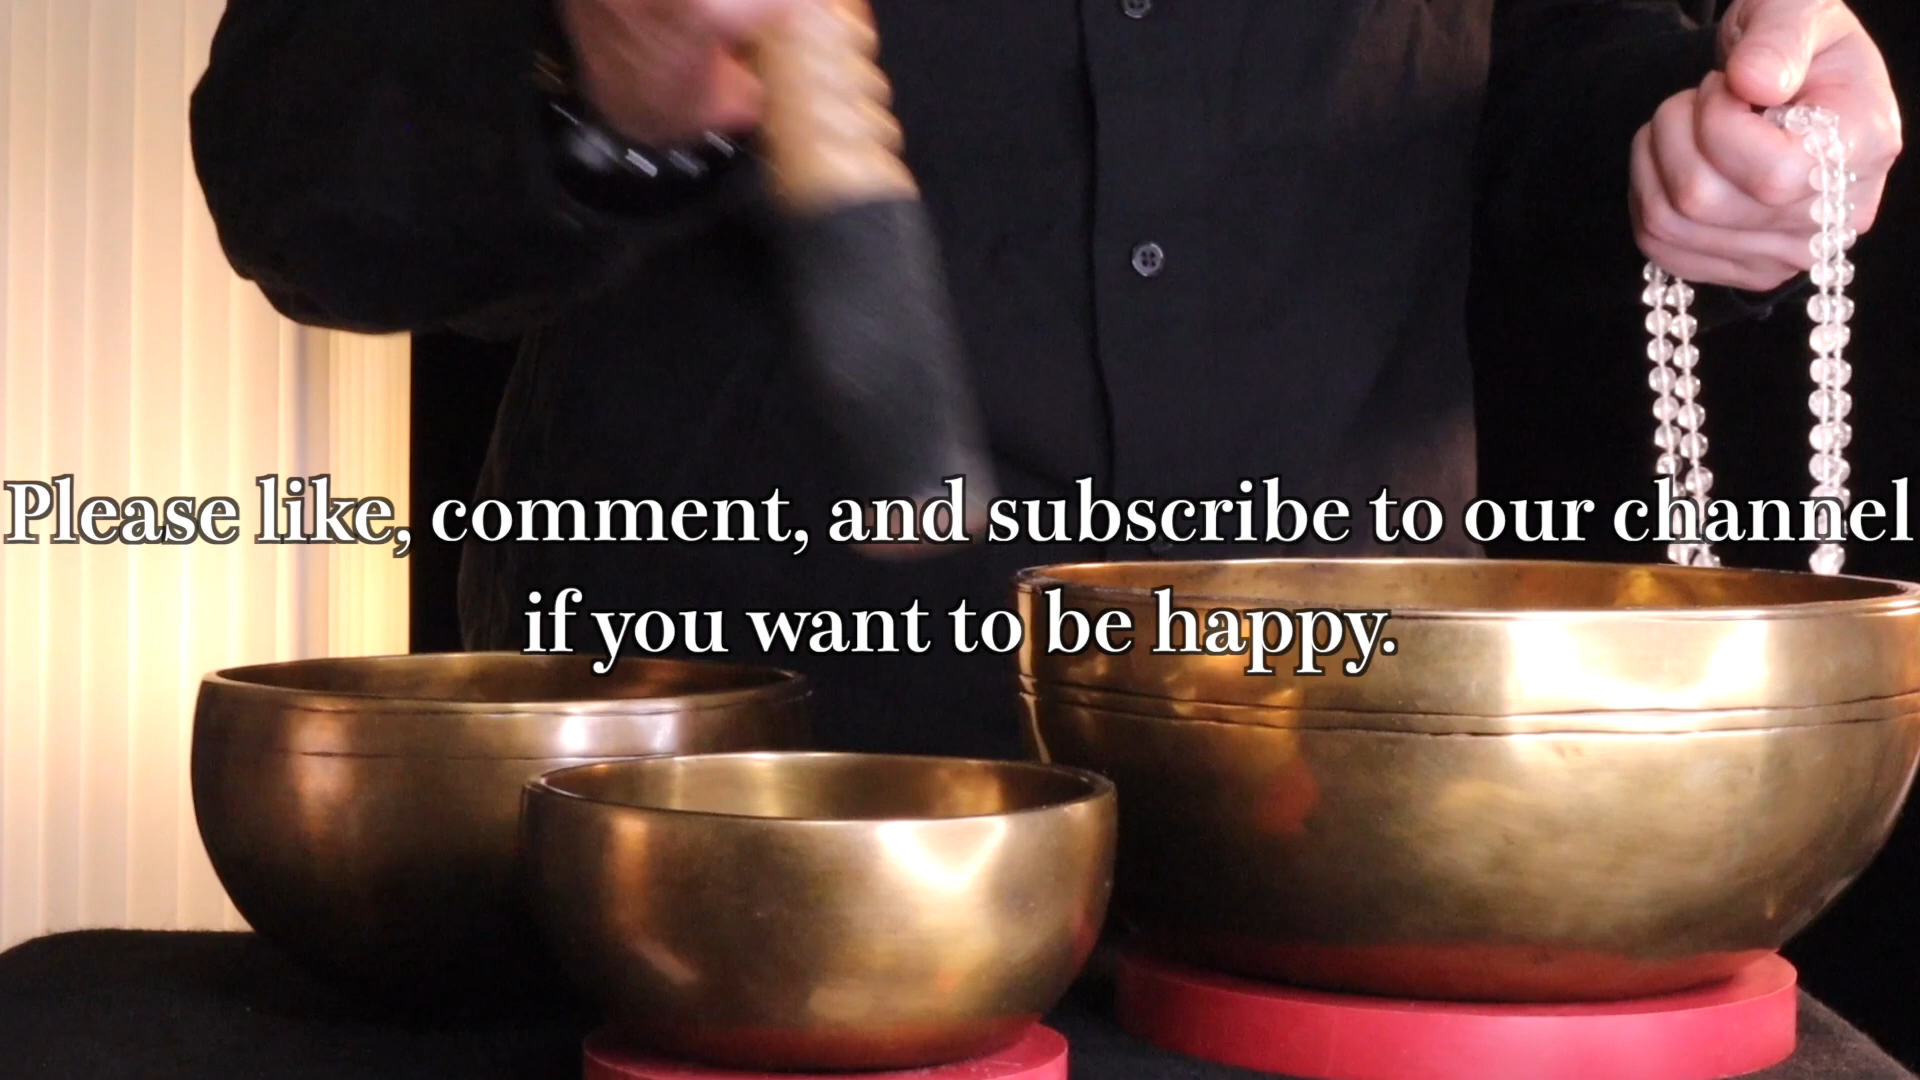 Please like, comment, and subscribe to our channel
if you want to be happy.